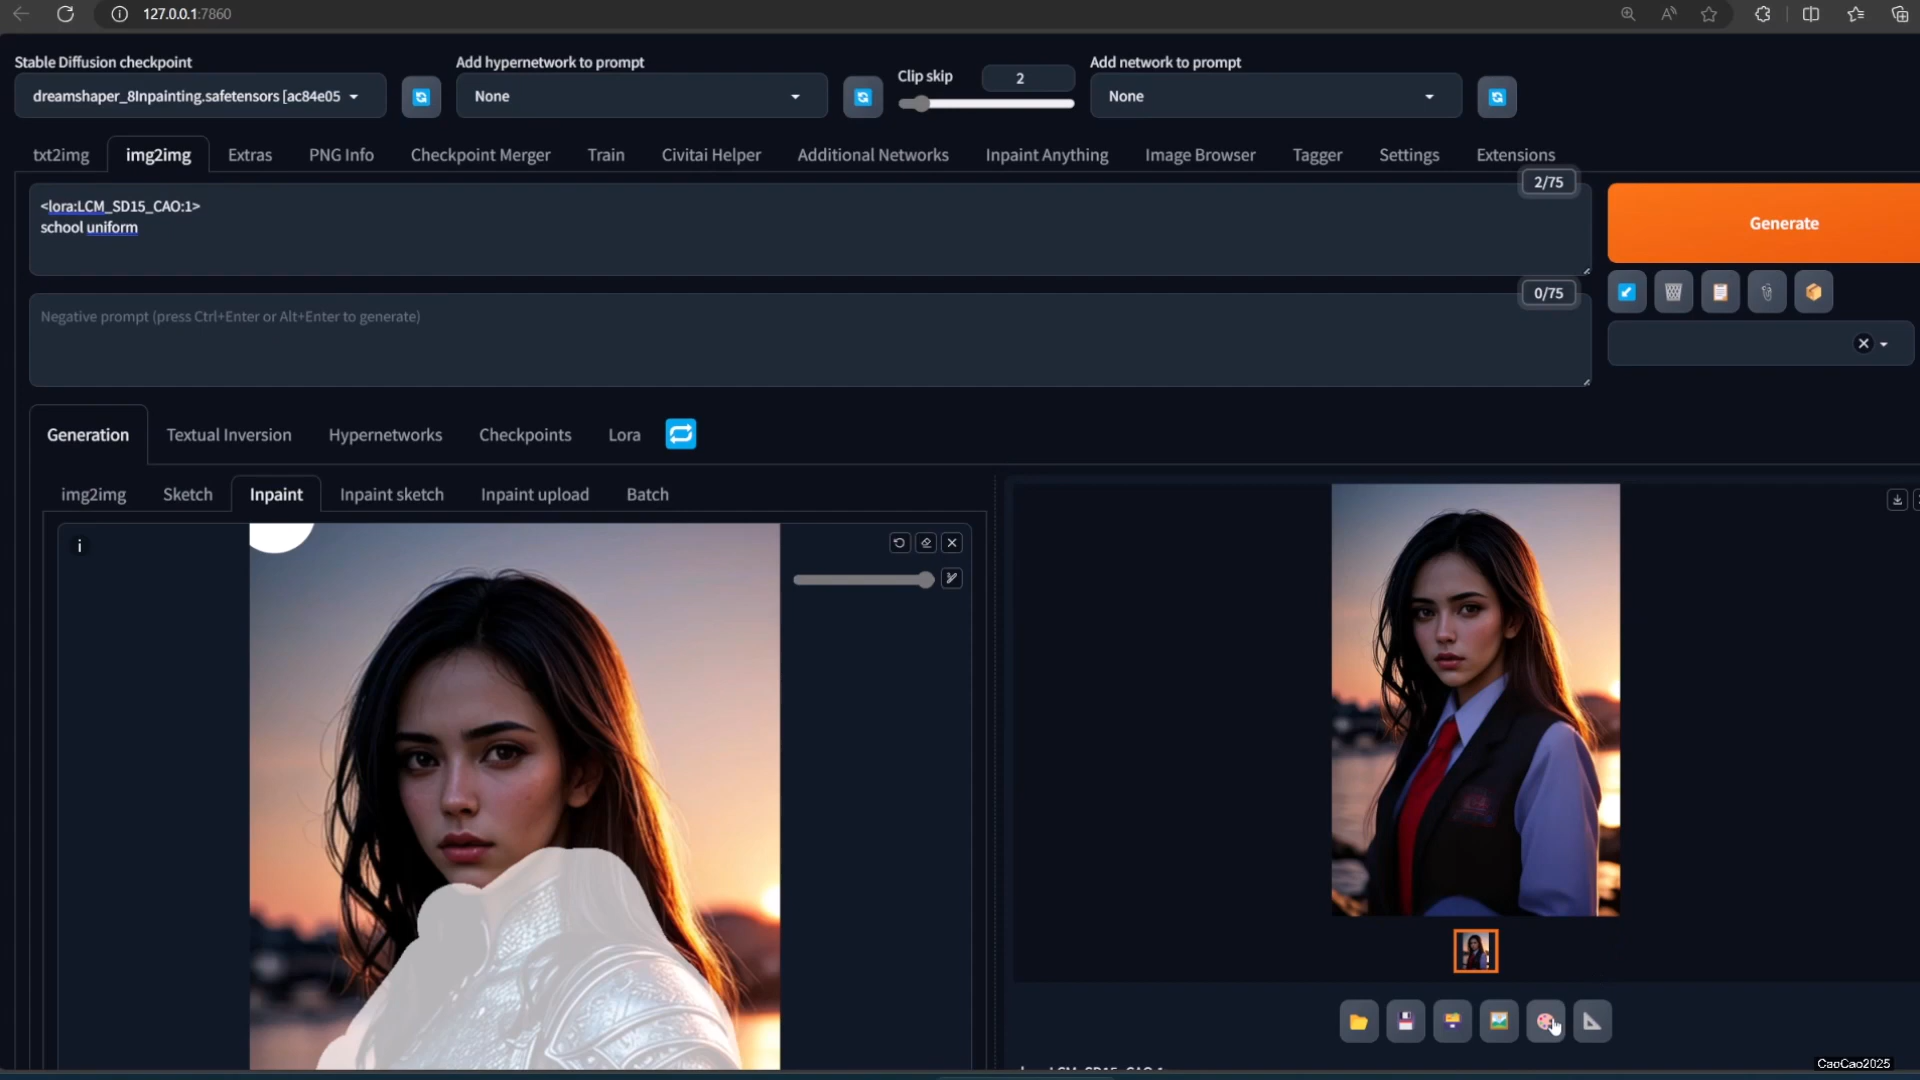 127.0.0.1:7860
Stable Diffusion checkpoint
Add hypernetwork to prompt
Clip skip
2
Add network to prompt
dreamshaper_8Inpainting.safetensors [ac84e05
None
None
txt2img
img2img
Extras
PNG Info
Checkpoint Merger
Train
Civitai Helper
Additional Networks
Inpaint Anything
Image Browser
Tagger
Settings
Extensions
2/75
<lora:LCM_SD15_CAO:1>
school uniform
Generate
0/75
Negative prompt (press Ctrl+Enter or Alt+Enter to generate)
Generation
Textual Inversion
Hypernetworks
Checkpoints
Lora
img2img
Sketch
Inpaint
Inpaint sketch
Inpaint upload
Batch
CaoCao2025